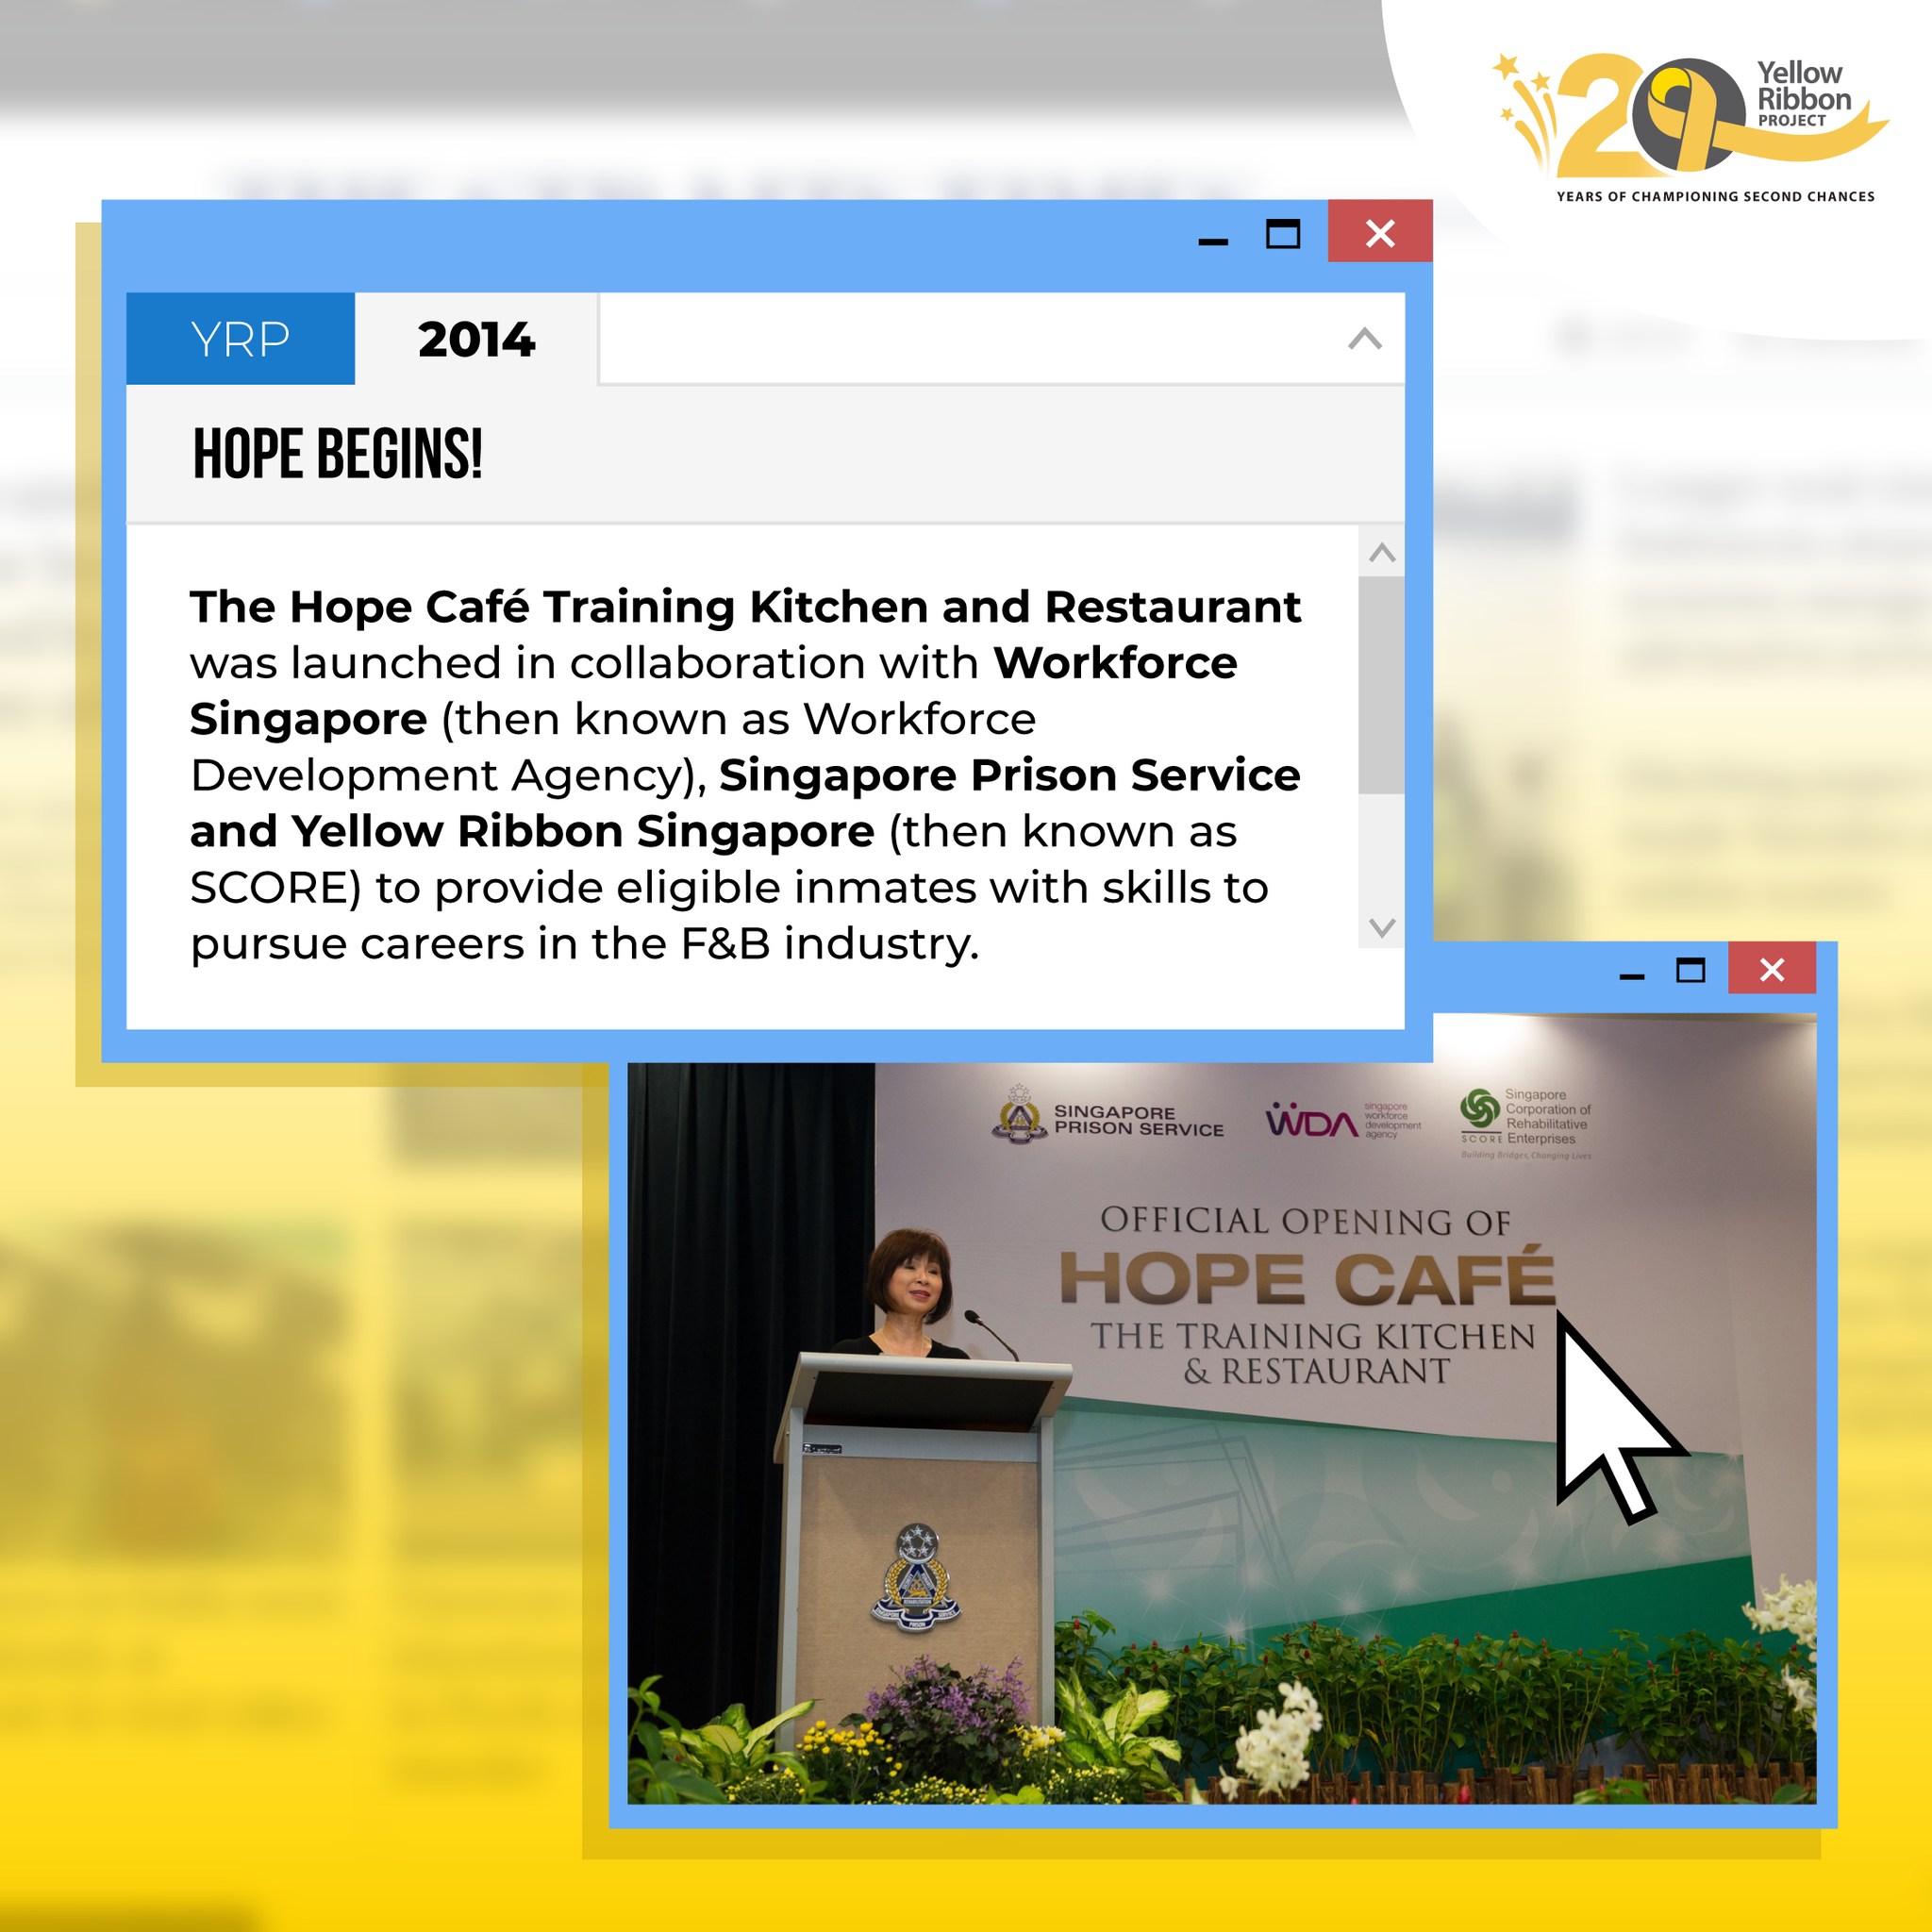 20
Yellow
Ribbon
PROJECT
YEARS OF CHAMPIONING SECOND CHANCES
YRP
2014
HOPE BEGINS!
The Hope Café Training Kitchen and Restaurant
was launched in collaboration with Workforce
Singapore (then known as Workforce
Development Agency), Singapore Prison Service
and Yellow Ribbon Singapore (then known as
SCORE) to provide eligible inmates with skills to
pursue careers in the F&B industry.
SINGAPORE
PRISON SERVICE
WDA
singapore
workforce
development
agency
SCORE
Singapore
Corporation of
Rehabilitative
Enterprises
Building Bridges, Changing Lives
OFFICIAL OPENING OF
HOPE CAFÉ
THE TRAINING KITCHEN
& RESTAURANT
REHABILITATION
SINGAPORE
PRISON
SERVICE